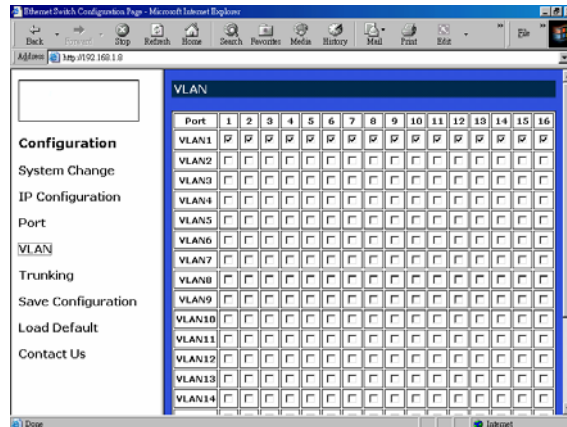 Ethernet Switch Configuration Page - Microsoft Internet Explorer
Back Forward Stop Refresh Home Search Favorites Media History Mail Print Edit
Address http://192.168.1.8
VLAN
Port 1 2 3 4 5 6 7 8 9 10 11 12 13 14 15 16
VLAN1
VLAN2
VLAN3
VLAN4
VLAN5
VLAN6
VLAN7
VLAN8
VLAN9
VLAN10
VLAN11
VLAN12
VLAN13
VLAN14
Configuration
System Change
IP Configuration
Port
VLAN
Trunking
Save Configuration
Load Default
Contact Us
Done Internet